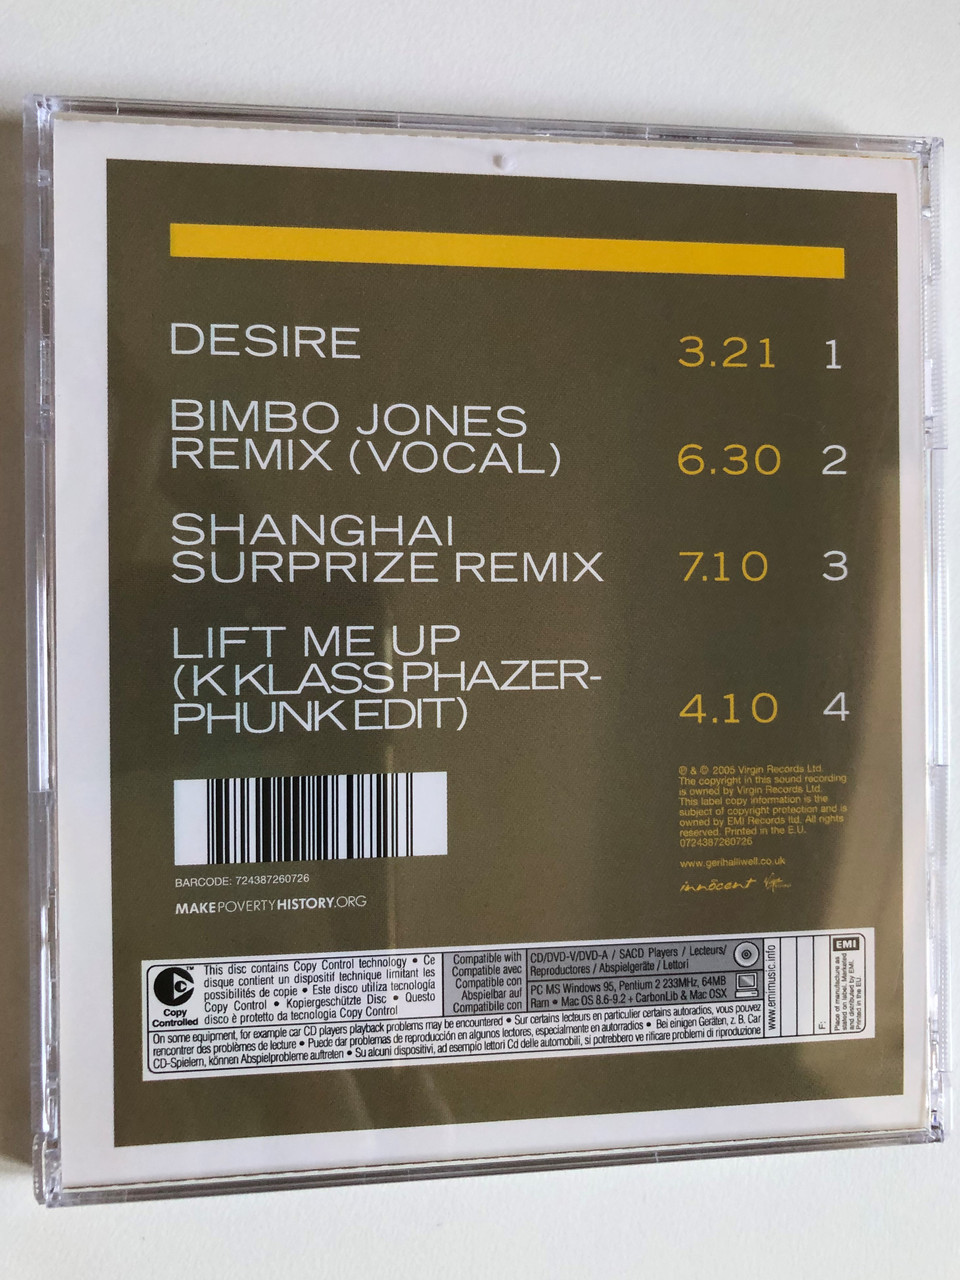 DESIRE 3.21 1
BIMBO JONES
REMIX (VOCAL) 6.30 2
SHANGHAI
SURPRIZE REMIX 7.10 3
LIFT ME UP
(K KLASS PHAZER-
PHUNK EDIT) 4.10 4
BARCODE: 724387260726
MAKEPOVERTYHISTORY.ORG
℗ & © 2005 Virgin Records Ltd.
The copyright in this sound recording
is owned by Virgin Records Ltd.
This label copy information is the
subject of copyright protection and is
owned by EMI Records ltd. All rights
reserved. Printed in the E.U.
0724387260726
www.gerihalliwell.co.uk
innocent Virgin
Copy
Controlled
TM
This disc contains Copy Control technology • Ce
disque contient un dispositif technique limitant les
possibilités de copie • Este disco utiliza tecnología
Copy Control • Kopiergeschützte Disc • Questo
disco è protetto da tecnologia Copy Control
Compatible with
Compatible avec
Compatible con
Abspielbar auf
Compatibile con
CD/DVD-V/DVD-A / SACD Players / Lecteurs/
Reproductores / Abspielgeräte / Lettori
PC MS Windows 95, Pentium 2 233MHz, 64MB
Ram • Mac OS 8.6-9.2 + CarbonLib & Mac OSX
On some equipment, for example car CD players playback problems may be encountered • Sur certains lecteurs en particulier certains autoradios, vous pouvez
rencontrer des problèmes de lecture • Puede dar problemas de reproducción en algunos lectores, especialmente en autorradios • Bei einigen Geräten, z. B. Car
CD-Spielern, können Abspielprobleme auftreten • Su alcuni dispositivi, ad esempio lettori Cd delle automobili, si potrebbero verificare problemi di riproduzione
www.emimusic.info
F:
EMI
Place of manufacture as
stated on label. Marketed
and distributed by EMI.
Printed in the EU.